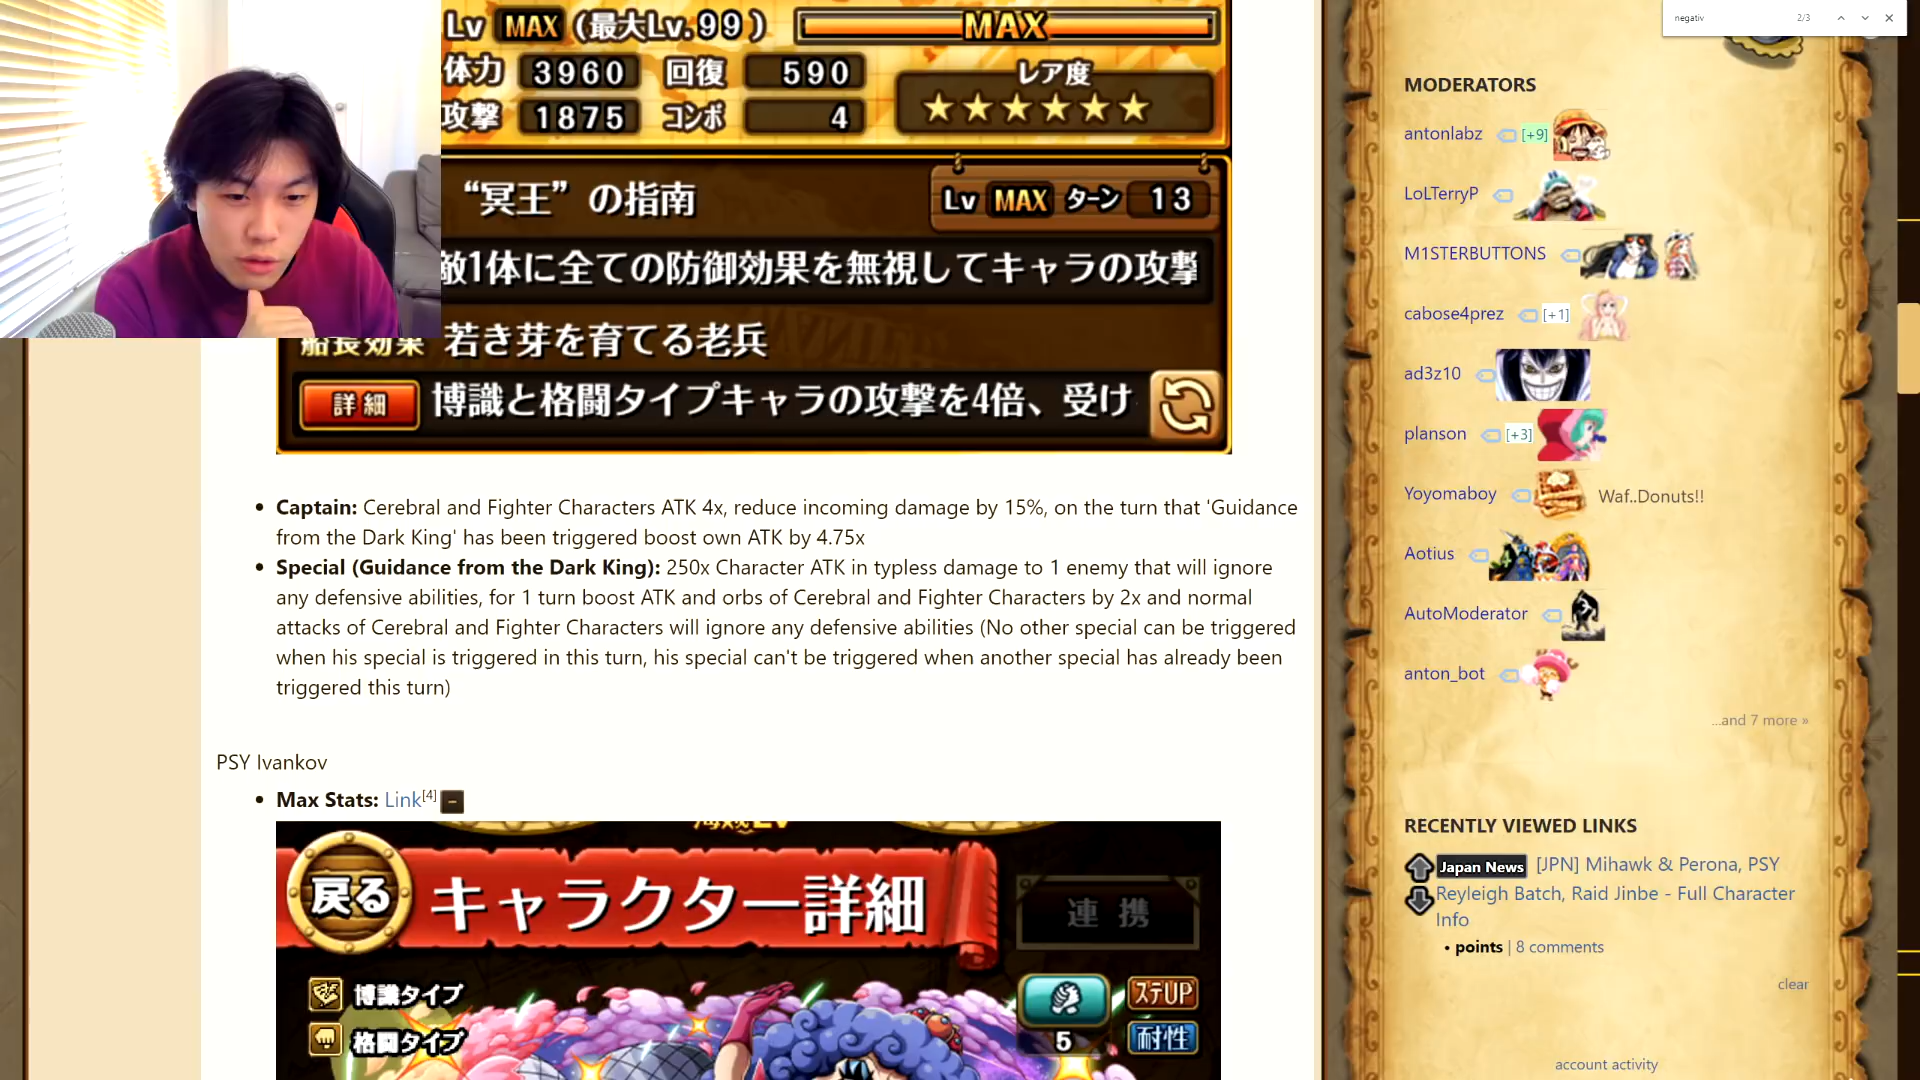 Lv MAX (最大Lv.99) MAX
体力 3960 回復 590 レア度
攻撃 1875 コンボ 4
“冥王”の指南 Lv MAX ターン 13
敵1体に全ての防御効果を無視してキャラの攻撃
船長効果 若き芽を育てる老兵
詳細 博識と格闘タイプキャラの攻撃を4倍、受け
• Captain: Cerebral and Fighter Characters ATK 4x, reduce incoming damage by 15%, on the turn that 'Guidance
from the Dark King' has been triggered boost own ATK by 4.75x
• Special (Guidance from the Dark King): 250x Character ATK in typless damage to 1 enemy that will ignore
any defensive abilities, for 1 turn boost ATK and orbs of Cerebral and Fighter Characters by 2x and normal
attacks of Cerebral and Fighter Characters will ignore any defensive abilities (No other special can be triggered
when his special is triggered in this turn, his special can't be triggered when another special has already been
triggered this turn)
PSY Ivankov
• Max Stats: Link[4]
戻る キャラクター詳細 連携
博識タイプ ステUP
格闘タイプ 5 耐性
negativ 2/3
MODERATORS
antonlabz [+9]
LoLTerryP
M1STERBUTTONS
cabose4prez [+1]
ad3z10
planson [+3]
Yoyomaboy Waf..Donuts!!
Aotius
AutoModerator
anton_bot
...and 7 more »
RECENTLY VIEWED LINKS
Japan News [JPN] Mihawk & Perona, PSY
Reyleigh Batch, Raid Jinbe - Full Character
Info
• points | 8 comments
clear
account activity